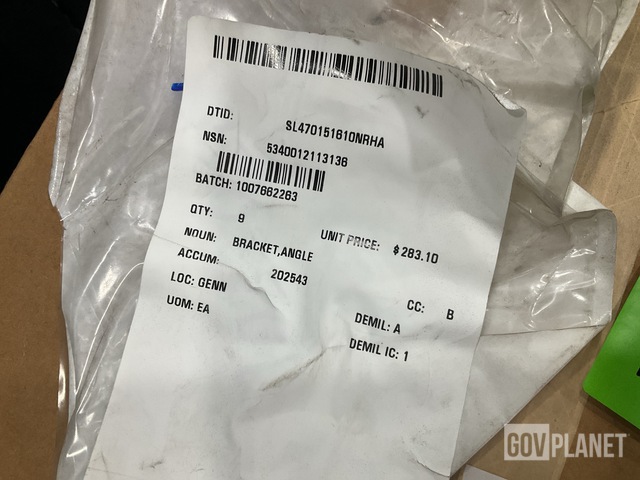 DTID: SL470151610NRHA
NSN: 5340012113136
BATCH: 1007662263
QTY: 9
UNIT PRICE: $ 283.10
NOUN: BRACKET,ANGLE
ACCUM: 202543
LOC: GENN
CC: B
UOM: EA
DEMIL: A
DEMIL IC: 1
GOVPLANET